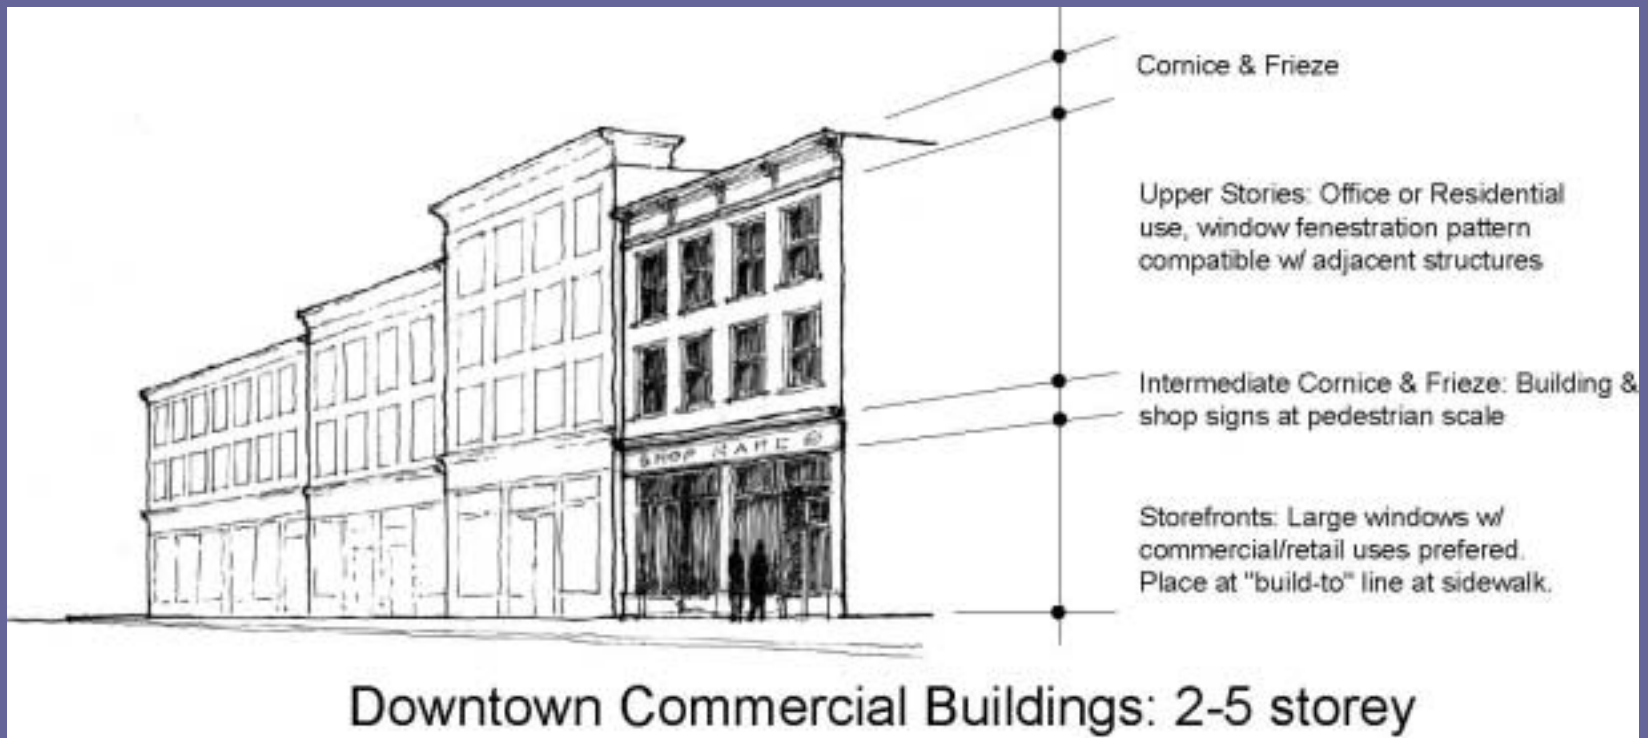 Cornice & Frieze
Upper Stories: Office or Residential
use, window fenestration pattern
compatible w/ adjacent structures
Intermediate Cornice & Frieze: Building &
shop signs at pedestrian scale
SHOP NAME
Storefronts: Large windows w/
commercial/retail uses prefered.
Place at "build-to" line at sidewalk.
Downtown Commercial Buildings: 2-5 storey